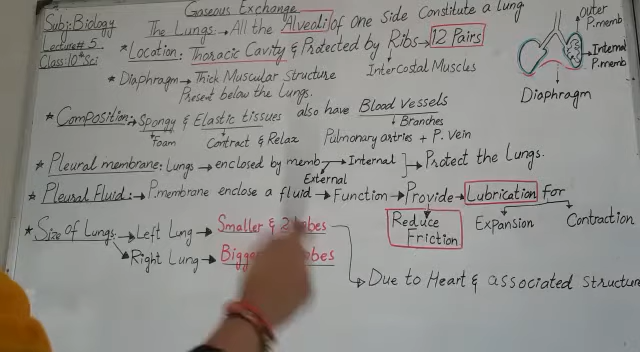 Gaseous Exchange
Subj: Biology
Lecture # 5
Class: 10th Sci
The Lungs → All the Alveoli of One Side Constitute a lung
* Location: Thoracic Cavity & Protected by Ribs → 12 Pairs
InterCostal Muscles
* Diaphragm → Thick Muscular Structure
Present below the Lungs.
outer
P.memb
Internal
P.memb
Diaphragm
* Composition: → Spongy & Elastic tissues also have Blood vessels
Foam
Contract & Relax
Branches
Pulmonary artries + P. Vein
* Pleural membrane: Lungs → enclosed by memb → Internal
External
→ Protect the Lungs.
* Pleural Fluid: → P.membrane enclose a fluid → Function → Provide → Lubrication for
Reduce
Friction
Expansion
Contraction
* Size of Lungs: → Left Lung → Smaller & 2 lobes
→ Right Lung → Bigger
→ Due to Heart & associated structure